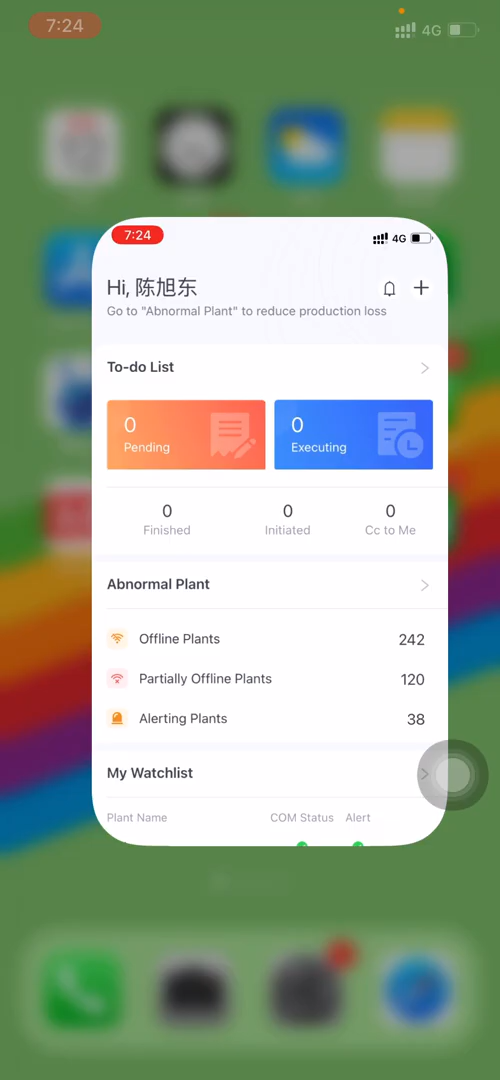 7:24
4G
7:24
4G
Hi, 陈旭东
Go to "Abnormal Plant" to reduce production loss
To-do List
0
Pending
0
Executing
0
Finished
0
Initiated
0
Cc to Me
Abnormal Plant
Offline Plants 242
Partially Offline Plants 120
Alerting Plants 38
My Watchlist
Plant Name COM Status Alert